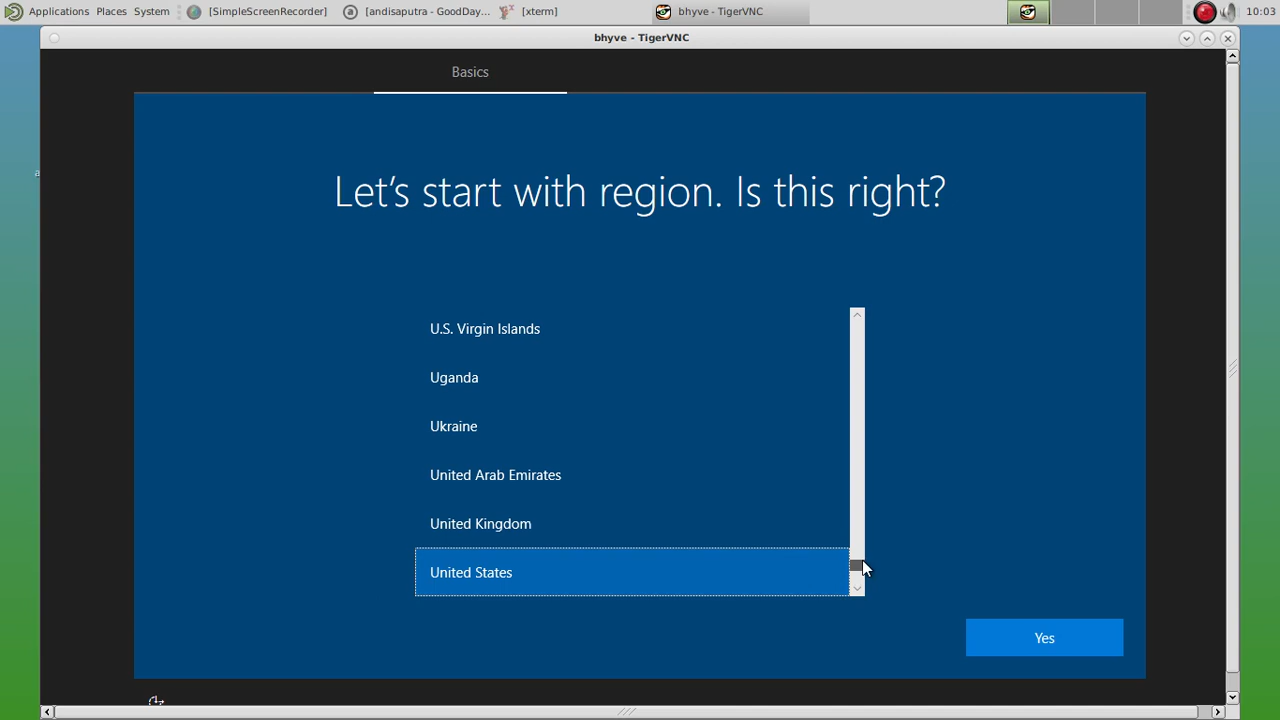 Applications Places System [SimpleScreenRecorder] [andisaputra - GoodDay... [xterm] bhyve - TigerVNC 10:03
bhyve - TigerVNC
Basics
Let's start with region. Is this right?
U.S. Virgin Islands
Uganda
Ukraine
United Arab Emirates
United Kingdom
United States
Yes